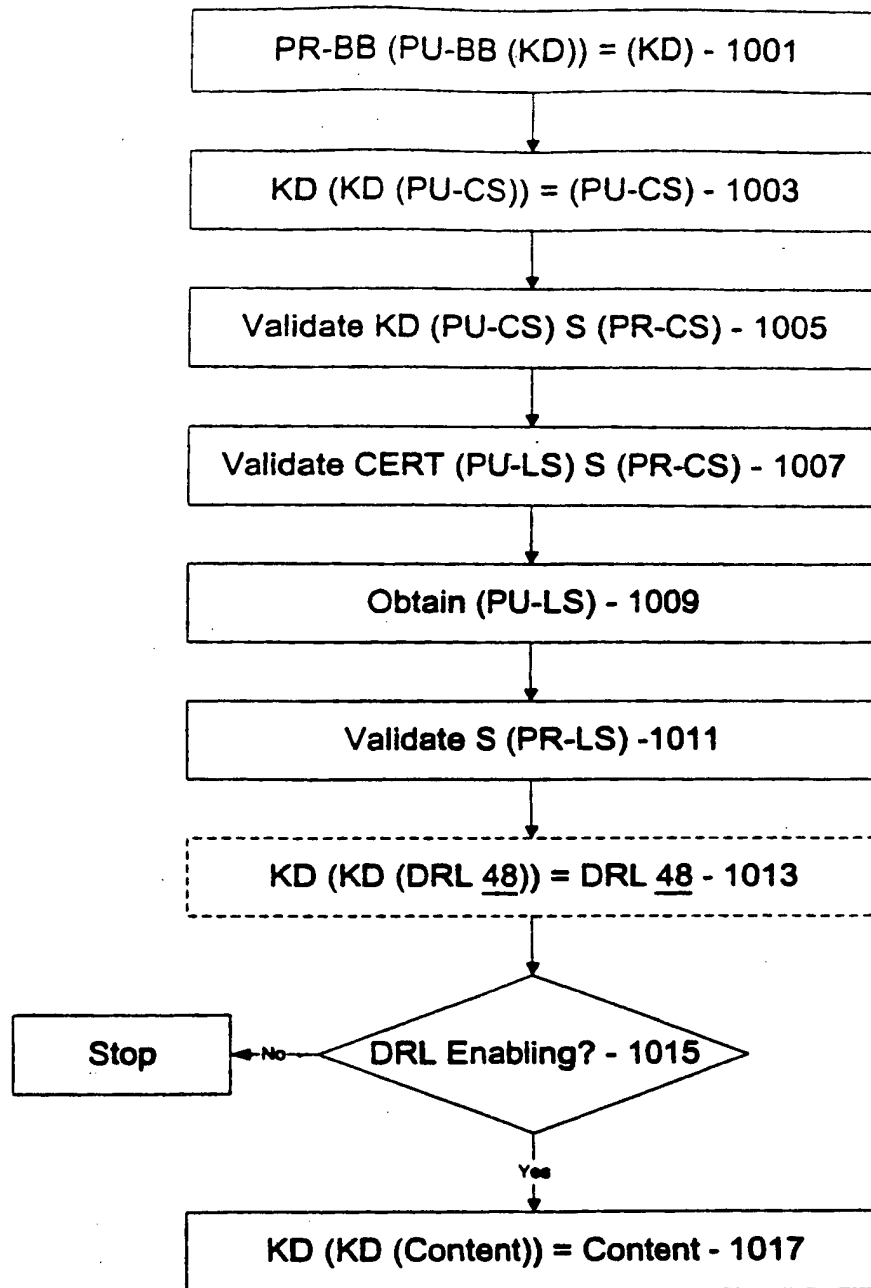 PR-BB (PU-BB (KD)) = (KD) - 1001
KD (KD (PU-CS)) = (PU-CS) - 1003
Validate KD (PU-CS) S (PR-CS) - 1005
Validate CERT (PU-LS) S (PR-CS) - 1007
Obtain (PU-LS) - 1009
Validate S (PR-LS) -1011
KD (KD (DRL 48)) = DRL 48 - 1013
DRL Enabling? - 1015
No
Stop
Yes
KD (KD (Content)) = Content - 1017